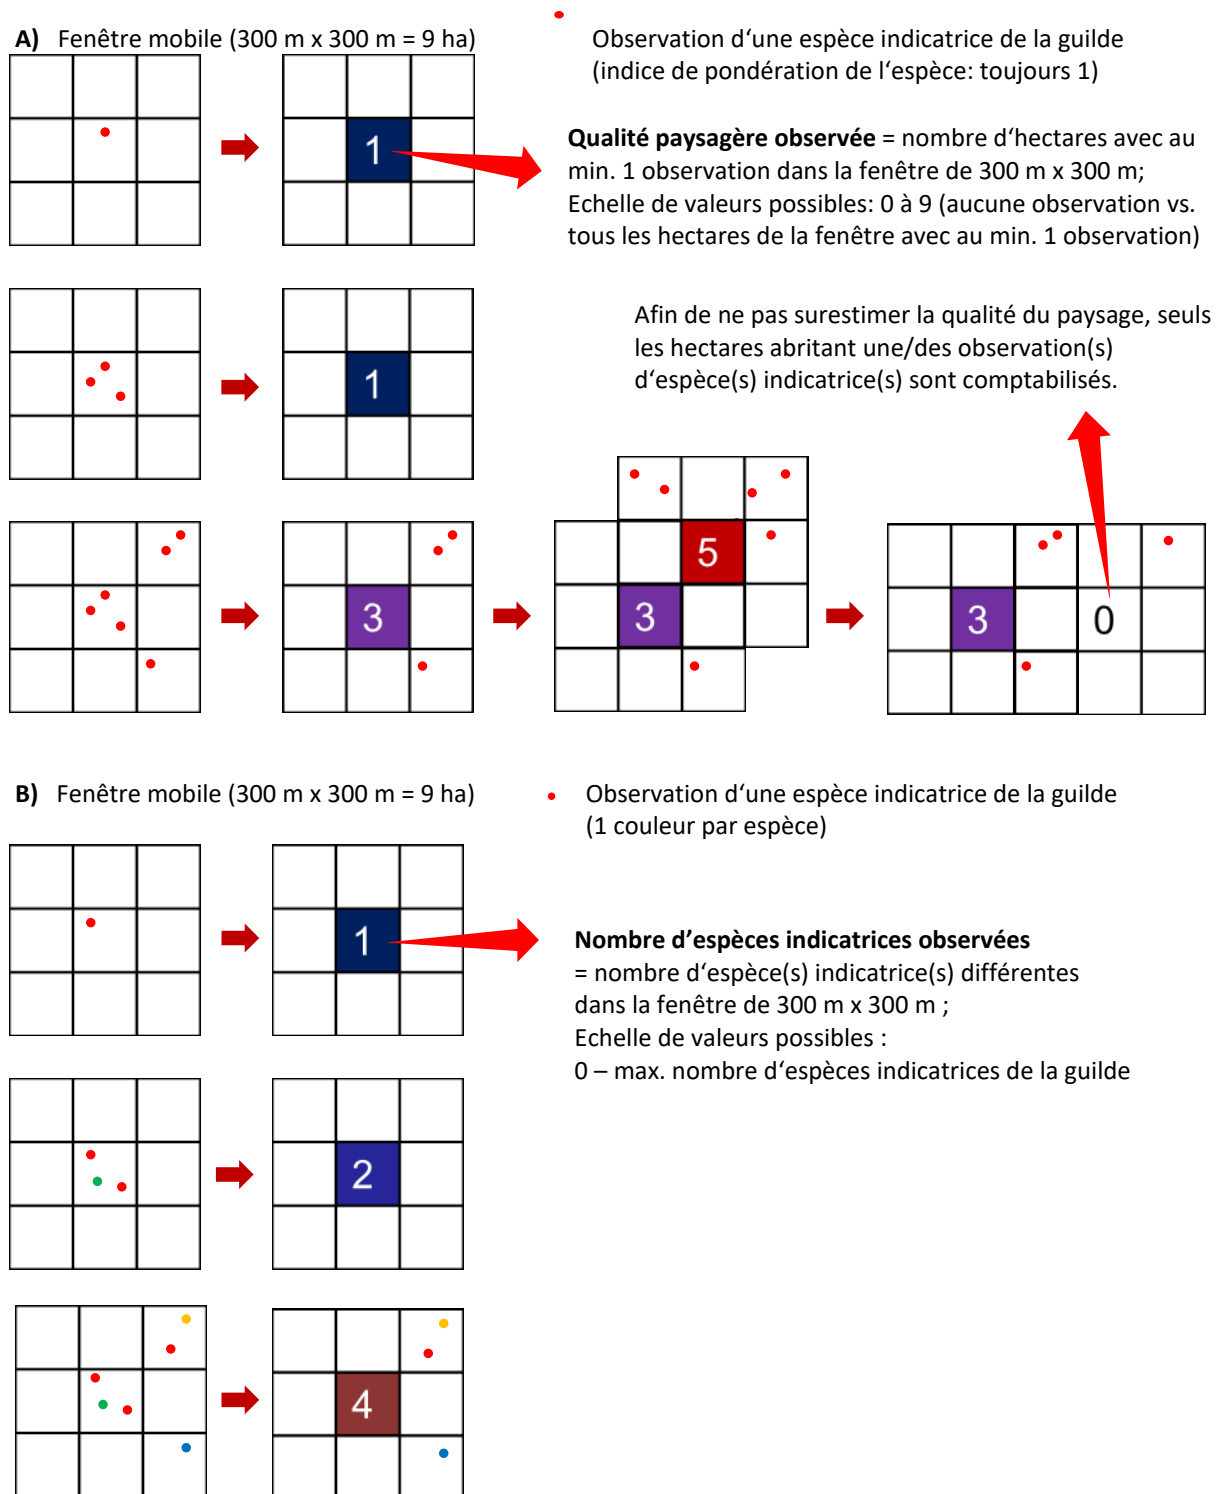 A) Fenêtre mobile (300 m x 300 m = 9 ha)
Observation d‘une espèce indicatrice de la guilde
(indice de pondération de l‘espèce: toujours 1)
1
Qualité paysagère observée = nombre d‘hectares avec au
min. 1 observation dans la fenêtre de 300 m x 300 m;
Echelle de valeurs possibles: 0 à 9 (aucune observation vs.
tous les hectares de la fenêtre avec au min. 1 observation)
1
Afin de ne pas surestimer la qualité du paysage, seuls
les hectares abritant une/des observation(s)
d‘espèce(s) indicatrice(s) sont comptabilisés.
3
5
3
3
0
B) Fenêtre mobile (300 m x 300 m = 9 ha)
Observation d‘une espèce indicatrice de la guilde
(1 couleur par espèce)
1
Nombre d’espèces indicatrices observées
= nombre d‘espèce(s) indicatrice(s) différentes
dans la fenêtre de 300 m x 300 m ;
Echelle de valeurs possibles :
0 – max. nombre d‘espèces indicatrices de la guilde
2
4